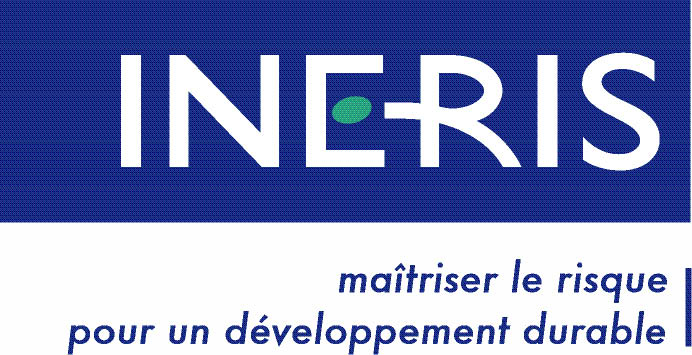 INERIS
maîtriser le risque
pour un développement durable